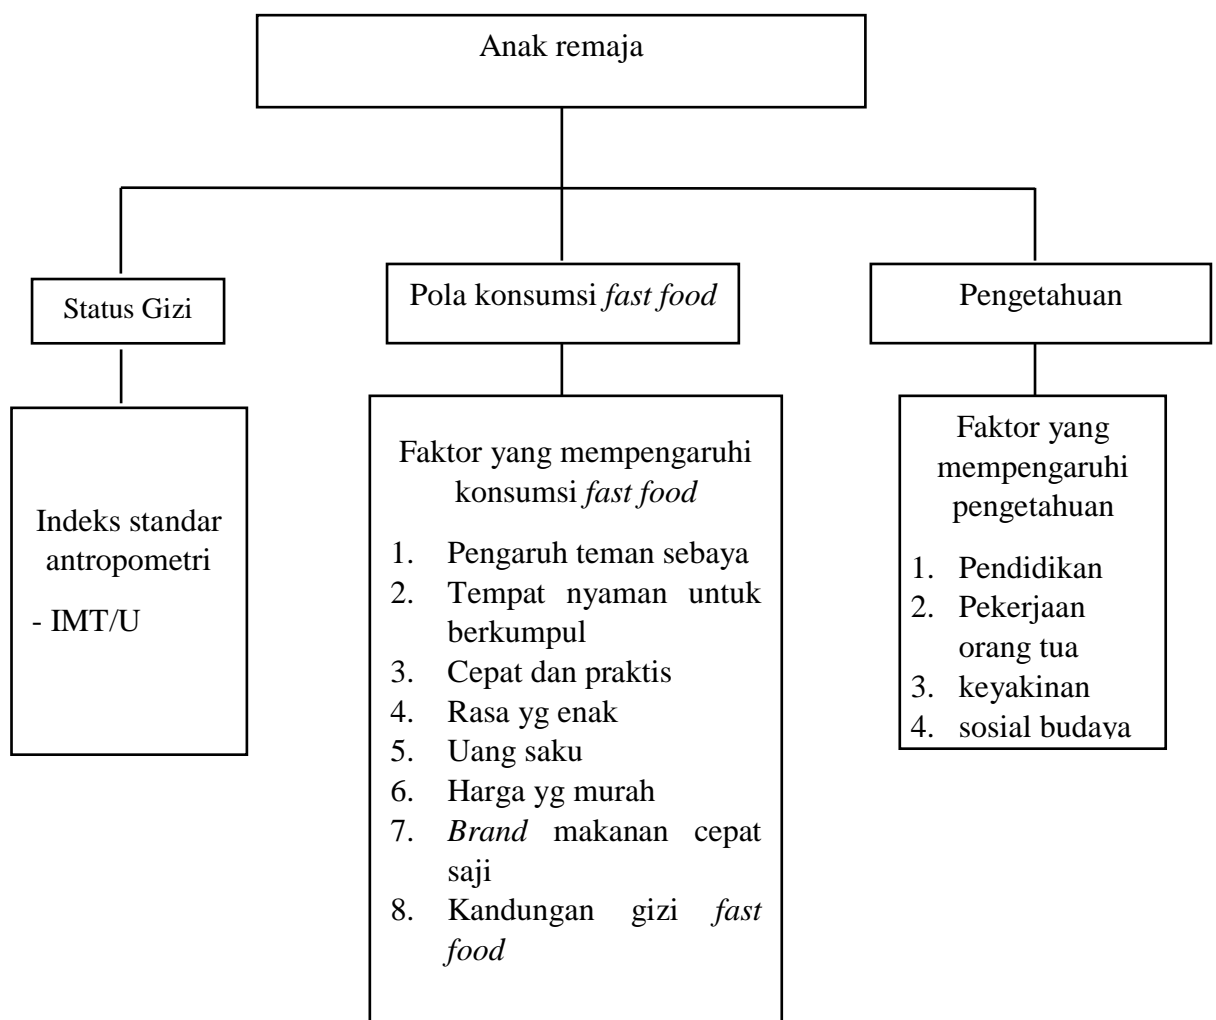 Anak remaja
Status Gizi
Pola konsumsi fast food
Pengetahuan
Indeks standar
antropometri
- IMT/U
Faktor yang mempengaruhi
konsumsi fast food
1. Pengaruh teman sebaya
2. Tempat nyaman untuk
berkumpul
3. Cepat dan praktis
4. Rasa yg enak
5. Uang saku
6. Harga yg murah
7. Brand makanan cepat
saji
8. Kandungan gizi fast
food
Faktor yang
mempengaruhi
pengetahuan
1. Pendidikan
2. Pekerjaan
orang tua
3. keyakinan
4. sosial budaya